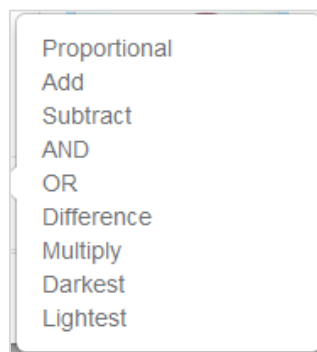 Proportional
Add
Subtract
AND
OR
Difference
Multiply
Darkest
Lightest